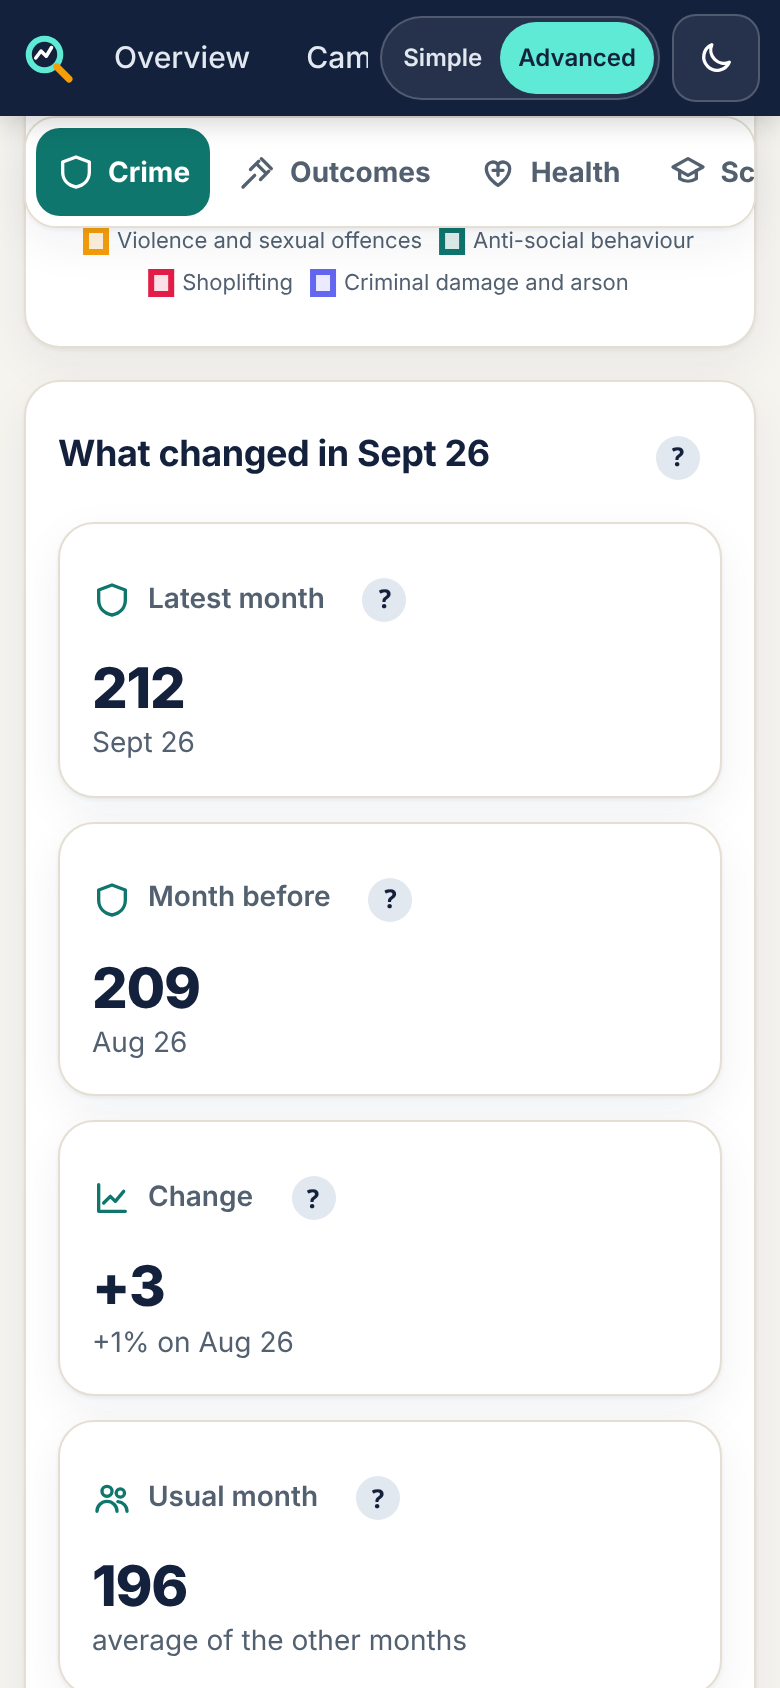 Overview Cam Simple Advanced
Crime Outcomes Health Sc
Violence and sexual offences Anti-social behaviour
Shoplifting Criminal damage and arson
What changed in Sept 26 ?
Latest month ?
212
Sept 26
Month before ?
209
Aug 26
Change ?
+3
+1% on Aug 26
Usual month ?
196
average of the other months